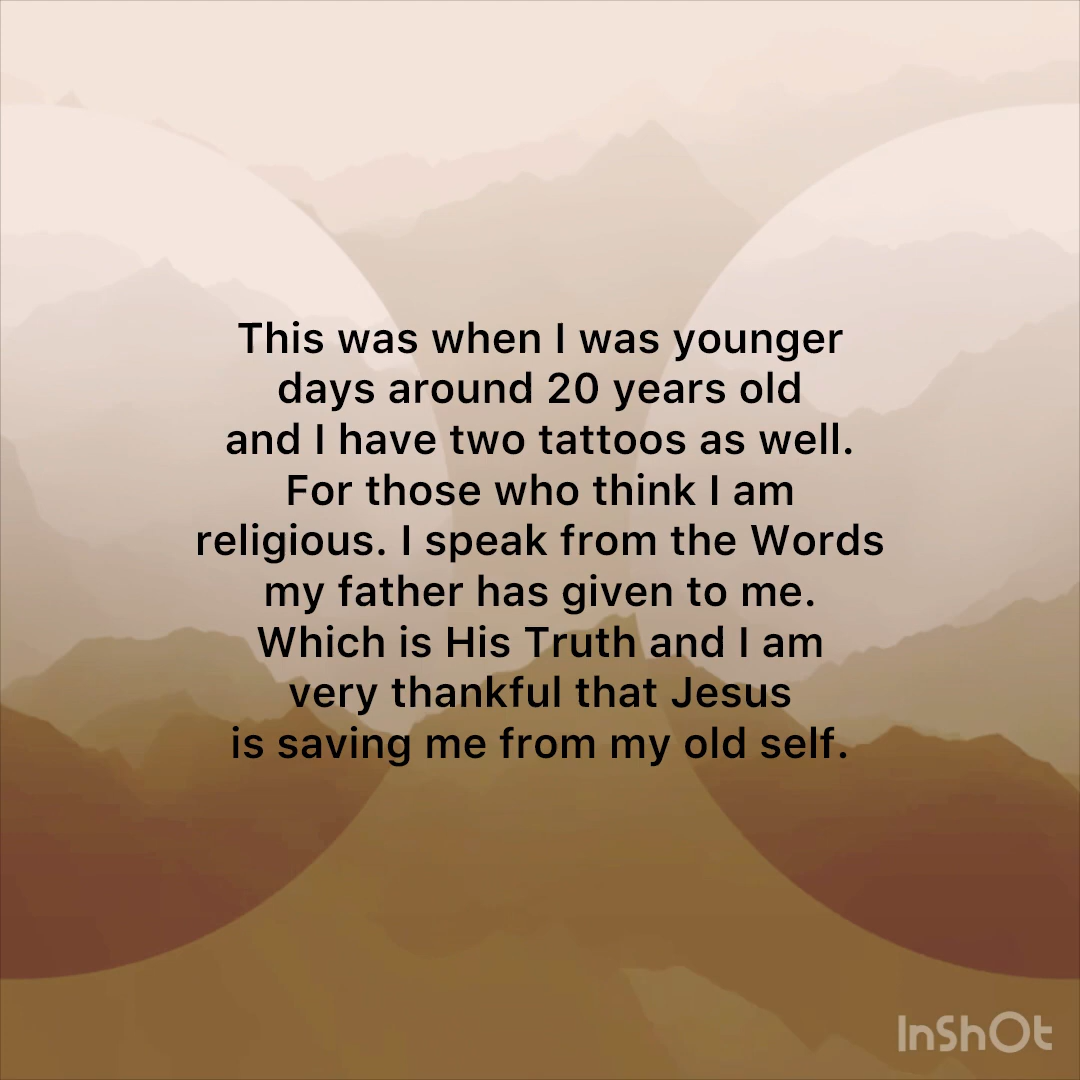 This was when I was younger
days around 20 years old
and I have two tattoos as well.
For those who think I am
religious. I speak from the Words
my father has given to me.
Which is His Truth and I am
very thankful that Jesus
is saving me from my old self.
InShOt